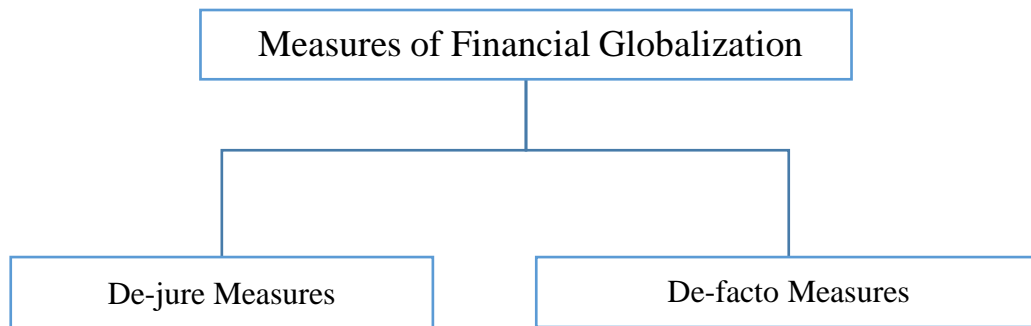 Measures of Financial Globalization
De-jure Measures
De-facto Measures